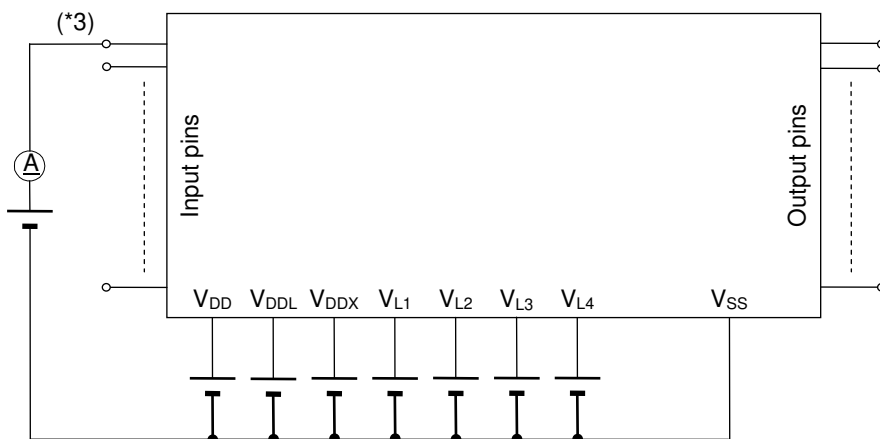 (*3)
A
Input pins
Output pins
VDD VDDL VDDX VL1 VL2 VL3 VL4 VSS